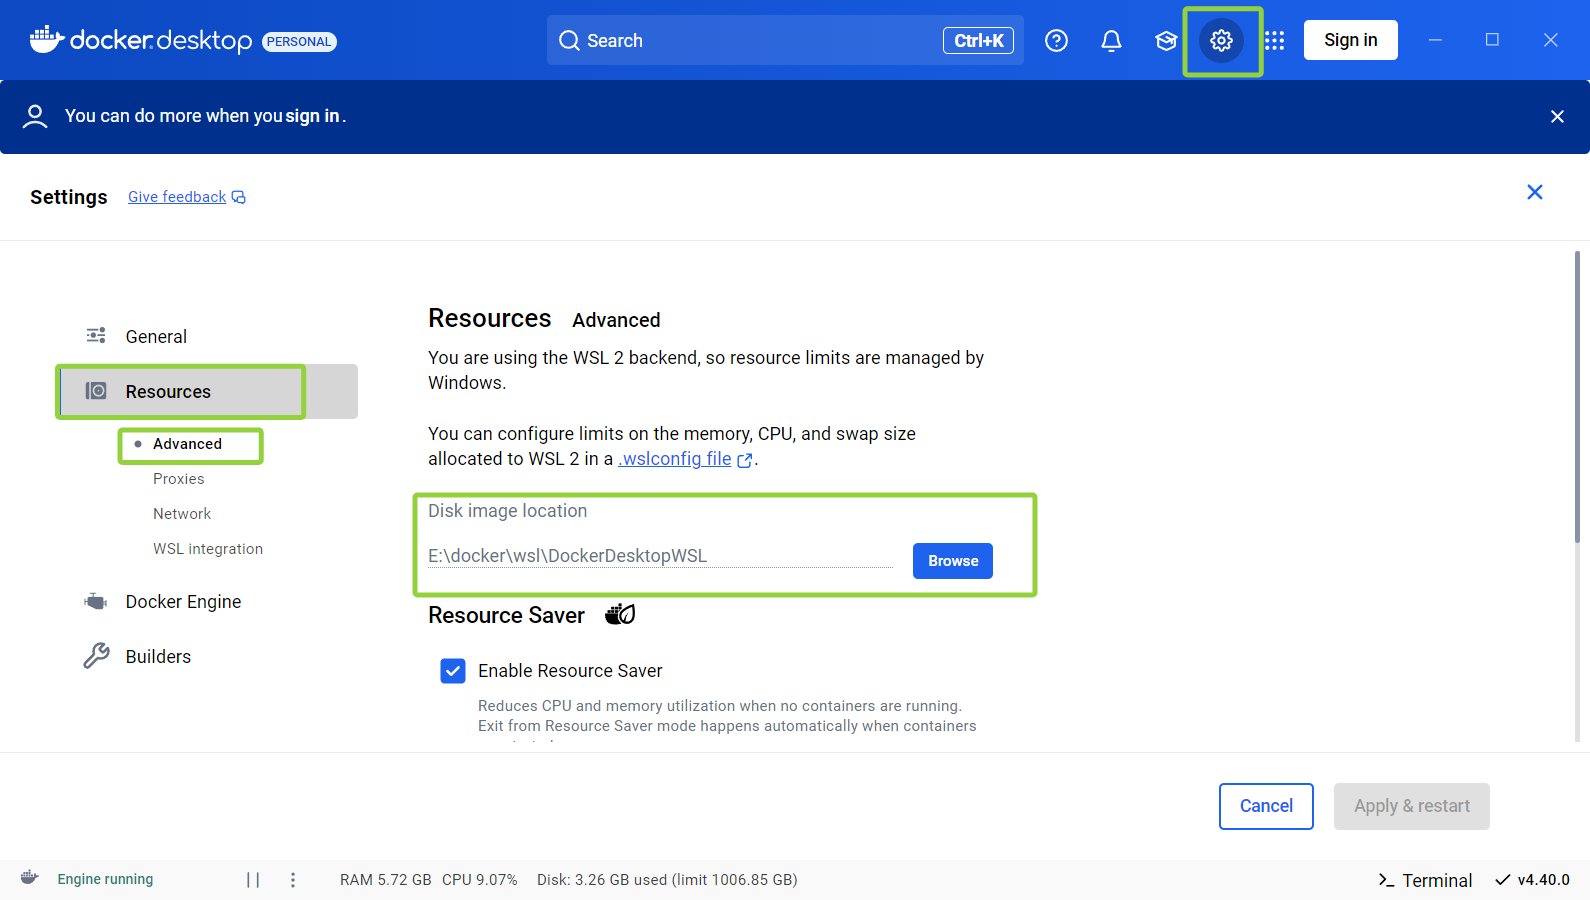 docker.desktop PERSONAL Search Ctrl+K Sign in
You can do more when you sign in.
Settings Give feedback
General
Resources
Advanced
Proxies
Network
WSL integration
Docker Engine
Builders
Resources Advanced
You are using the WSL 2 backend, so resource limits are managed by
Windows.
You can configure limits on the memory, CPU, and swap size
allocated to WSL 2 in a .wslconfig file .
Disk image location
E:\docker\wsl\DockerDesktopWSL Browse
Resource Saver
Enable Resource Saver
Reduces CPU and memory utilization when no containers are running.
Exit from Resource Saver mode happens automatically when containers
Cancel Apply & restart
Engine running RAM 5.72 GB CPU 9.07% Disk: 3.26 GB used (limit 1006.85 GB) Terminal v4.40.0